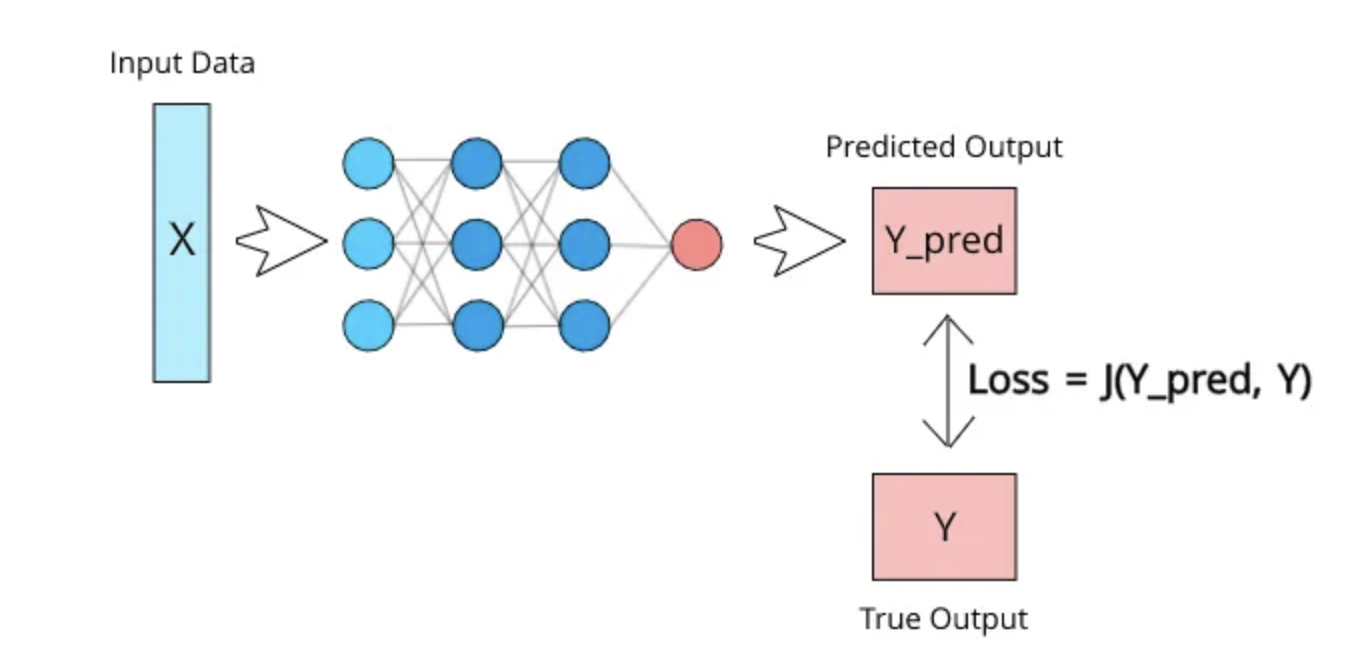 Input Data
X
Predicted Output
Y_pred
Loss = J(Y_pred, Y)
Y
True Output